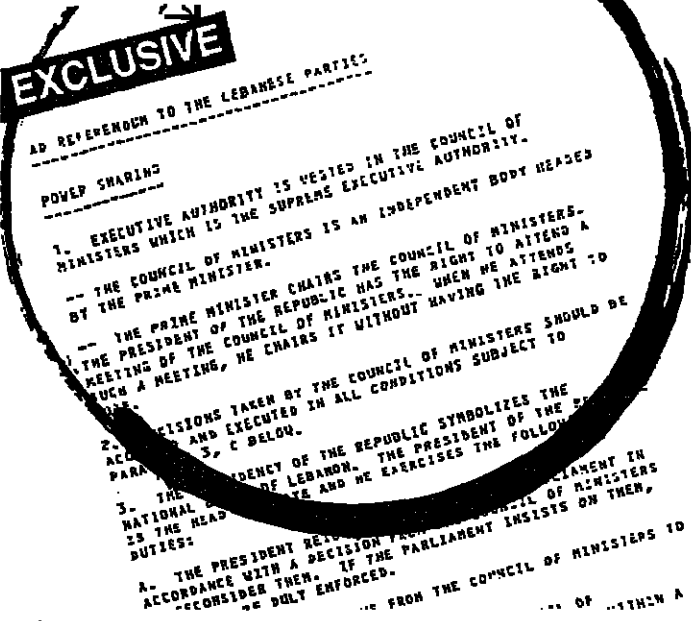 EXCLUSIVE
AD REFERENDUM TO THE LEBANESE PARTIES
POWER SHARING
1. EXECUTIVE AUTHORITY IS VESTED IN THE COUNCIL OF
MINISTERS WHICH IS THE SUPREME EXECUTIVE AUTHORITY.
-- THE COUNCIL OF MINISTERS IS AN INDEPENDENT BODY HEADED
BY THE PRIME MINISTER.
-- THE PRIME MINISTER CHAIRS THE COUNCIL OF MINISTERS.
THE PRESIDENT OF THE REPUBLIC HAS THE RIGHT TO ATTEND A
MEETING OF THE COUNCIL OF MINISTERS. WHEN HE ATTENDS
SUCH A MEETING, HE CHAIRS IT WITHOUT HAVING THE RIGHT TO
2. DECISIONS TAKEN BY THE COUNCIL OF MINISTERS SHOULD BE
AND EXECUTED IN ALL CONDITIONS SUBJECT TO
PARA 3, C BELOW.
3. THE OF THE REPUBLIC SYMBOLIZES THE
NATIONAL OF LEBANON. THE PRESIDENT OF THE
IS THE HEAD AND HE EXERCISES THE
DUTIES:
A. THE PRESIDENT IN
ACCORDANCE WITH A DECISION OF MINISTERS
RECONSIDER THEM. IF THE PARLIAMENT INSISTS ON THEM,
DULY ENFORCED.
FROM THE COUNCIL OF MINISTERS TO
OF WITHIN A